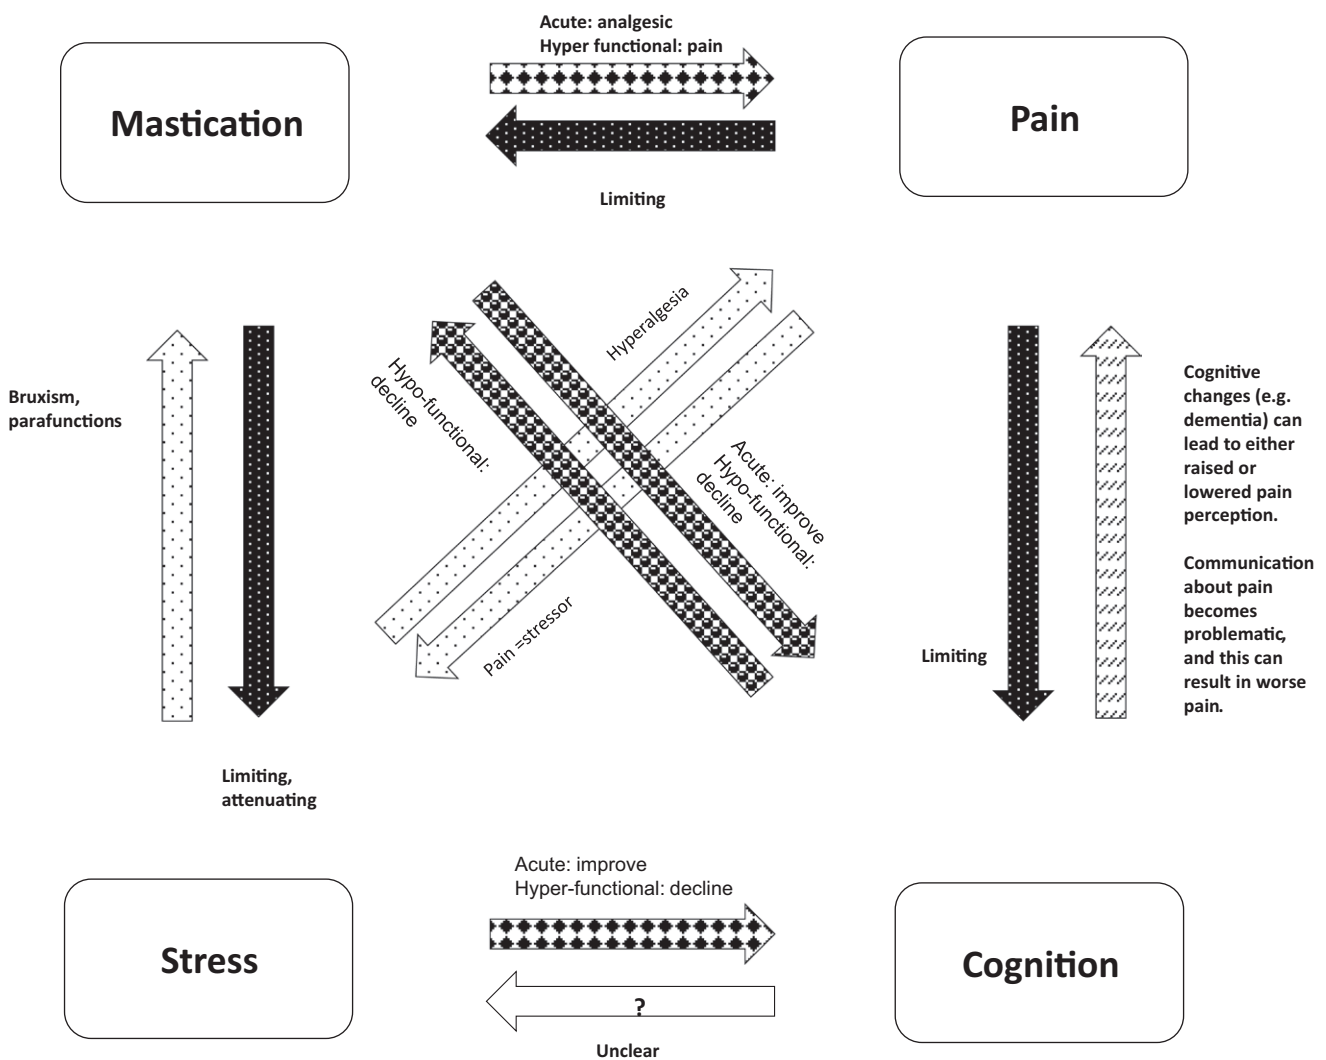 Acute: analgesic
Hyper functional: pain
Mastication
Pain
Limiting
Hyperalgesia
Hypo-functional:
decline
Acute: improve
Hypo-functional:
decline
Pain =stressor
Bruxism,
parafunctions
Limiting,
attenuating
Limiting
Cognitive
changes (e.g.
dementia) can
lead to either
raised or
lowered pain
perception.
Communication
about pain
becomes
problematic,
and this can
result in worse
pain.
Acute: improve
Hyper-functional: decline
Stress
Cognition
?
Unclear